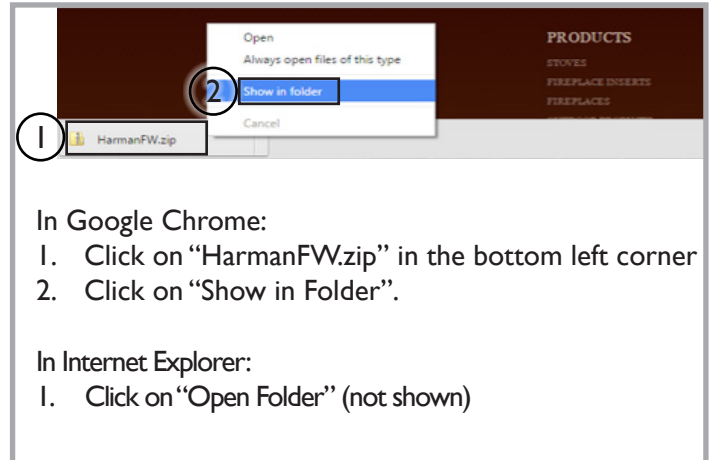 Open
PRODUCTS
Always open files of this type
STOVES
2 Show in folder
FIREPLACE INSERTS
FIREPLACES
Cancel
1 HarmanFW.zip
In Google Chrome:
1. Click on “HarmanFW.zip” in the bottom left corner
2. Click on “Show in Folder”.
In Internet Explorer:
1. Click on “Open Folder” (not shown)